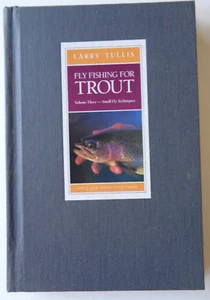 LARRY TULLIS
FLY FISHING FOR
TROUT
Volume Three — Small Fly Techniques